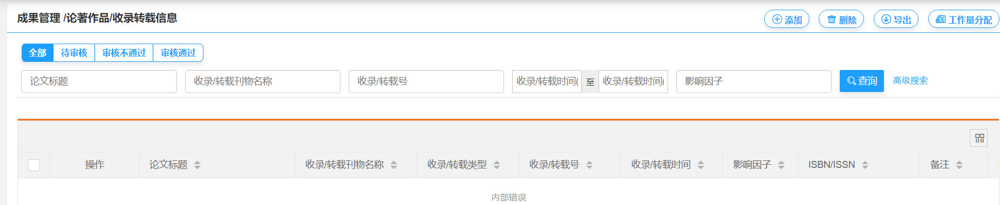 成果管理 /论著作品/收录转载信息
添加 删除 导出 工作量分配
全部 待审核 审核不通过 审核通过
论文标题 收录/转载刊物名称 收录/转载号 收录/转载时间( 至 收录/转载时间( 影响因子 查询 高级搜索
操作 论文标题 收录/转载刊物名称 收录/转载类型 收录/转载号 收录/转载时间 影响因子 ISBN/ISSN 备注
内部错误